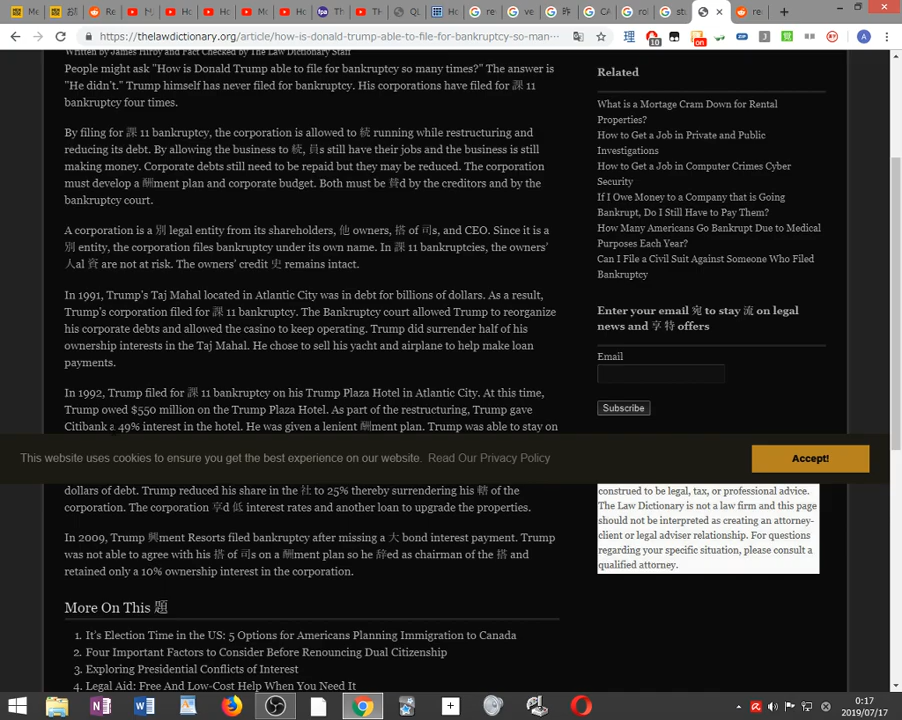 Me
Re
M
Ho
Ho
Mo
Ho
tpa
Th
TH
QL
Ho
re
ve
昨
CA
ro
st
re
https://thelawdictionary.org/article/how-is-donald-trump-able-to-file-for-bankruptcy-so-man···
理
10
on
ZIP
J
A
Written by James Hirby and Fact Checked by The Law Dictionary Staff
People might ask "How is Donald Trump able to file for bankruptcy so many times?" The answer is
"He didn't." Trump himself has never filed for bankruptcy. His corporations have filed for 課 11
bankruptcy four times.
By filing for 課 11 bankruptcy, the corporation is allowed to 続 running while restructuring and
reducing its debt. By allowing the business to 続, 員s still have their jobs and the business is still
making money. Corporate debts still need to be repaid but they may be reduced. The corporation
must develop a 酬ment plan and corporate budget. Both must be 賛d by the creditors and by the
bankruptcy court.
A corporation is a 別 legal entity from its shareholders, 他 owners, 搭 of 司s, and CEO. Since it is a
別 entity, the corporation files bankruptcy under its own name. In 課 11 bankruptcies, the owners'
人al 資 are not at risk. The owners' credit 史 remains intact.
In 1991, Trump's Taj Mahal located in Atlantic City was in debt for billions of dollars. As a result,
Trump's corporation filed for 課 11 bankruptcy. The Bankruptcy court allowed Trump to reorganize
his corporate debts and allowed the casino to keep operating. Trump did surrender half of his
ownership interests in the Taj Mahal. He chose to sell his yacht and airplane to help make loan
payments.
In 1992, Trump filed for 課 11 bankruptcy on his Trump Plaza Hotel in Atlantic City. At this time,
Trump owed $550 million on the Trump Plaza Hotel. As part of the restructuring, Trump gave
Citibank a 49% interest in the hotel. He was given a lenient 酬ment plan. Trump was able to stay on
dollars of debt. Trump reduced his share in the 社 to 25% thereby surrendering his 轄 of the
corporation. The corporation 享d 低 interest rates and another loan to upgrade the properties.
In 2009, Trump 興ment Resorts filed bankruptcy after missing a 大 bond interest payment. Trump
was not able to agree with his 搭 of 司s on a 酬ment plan so he 辞ed as chairman of the 搭 and
retained only a 10% ownership interest in the corporation.
More On This 題
1. It's Election Time in the US: 5 Options for Americans Planning Immigration to Canada
2. Four Important Factors to Consider Before Renouncing Dual Citizenship
3. Exploring Presidential Conflicts of Interest
4. Legal Aid: Free And Low-Cost Help When You Need It
Related
What is a Mortage Cram Down for Rental
Properties?
How to Get a Job in Private and Public
Investigations
How to Get a Job in Computer Crimes Cyber
Security
If I Owe Money to a Company that is Going
Bankrupt, Do I Still Have to Pay Them?
How Many Americans Go Bankrupt Due to Medical
Purposes Each Year?
Can I File a Civil Suit Against Someone Who Filed
Bankruptcy
Enter your email 宛 to stay 流 on legal
news and 享 特 offers
Email
Subscribe
This website uses cookies to ensure you get the best experience on our website. Read Our Privacy Policy
Accept!
construed to be legal, tax, or professional advice.
The Law Dictionary is not a law firm and this page
should not be interpreted as creating an attorney-
client or legal adviser relationship. For questions
regarding your specific situation, please consult a
qualified attorney.
0:17
2019/07/17